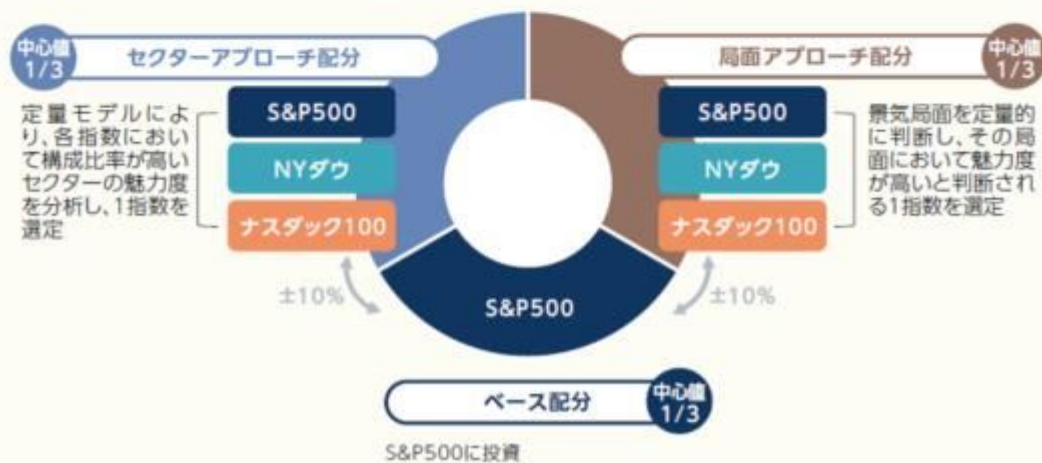 中心値
1/3
セクターアプローチ配分
定量モデルによ
り、各指数におい
て構成比率が高い
セクターの魅力度
を分析し、1指数を
選定
S&P500
NYダウ
ナスダック100
±10%
局面アプローチ配分
中心値
1/3
S&P500
NYダウ
ナスダック100
景気局面を定量的
に判断し、その局
面において魅力度
が高いと判断され
る1指数を選定
±10%
S&P500
ベース配分
中心値
1/3
S&P500に投資